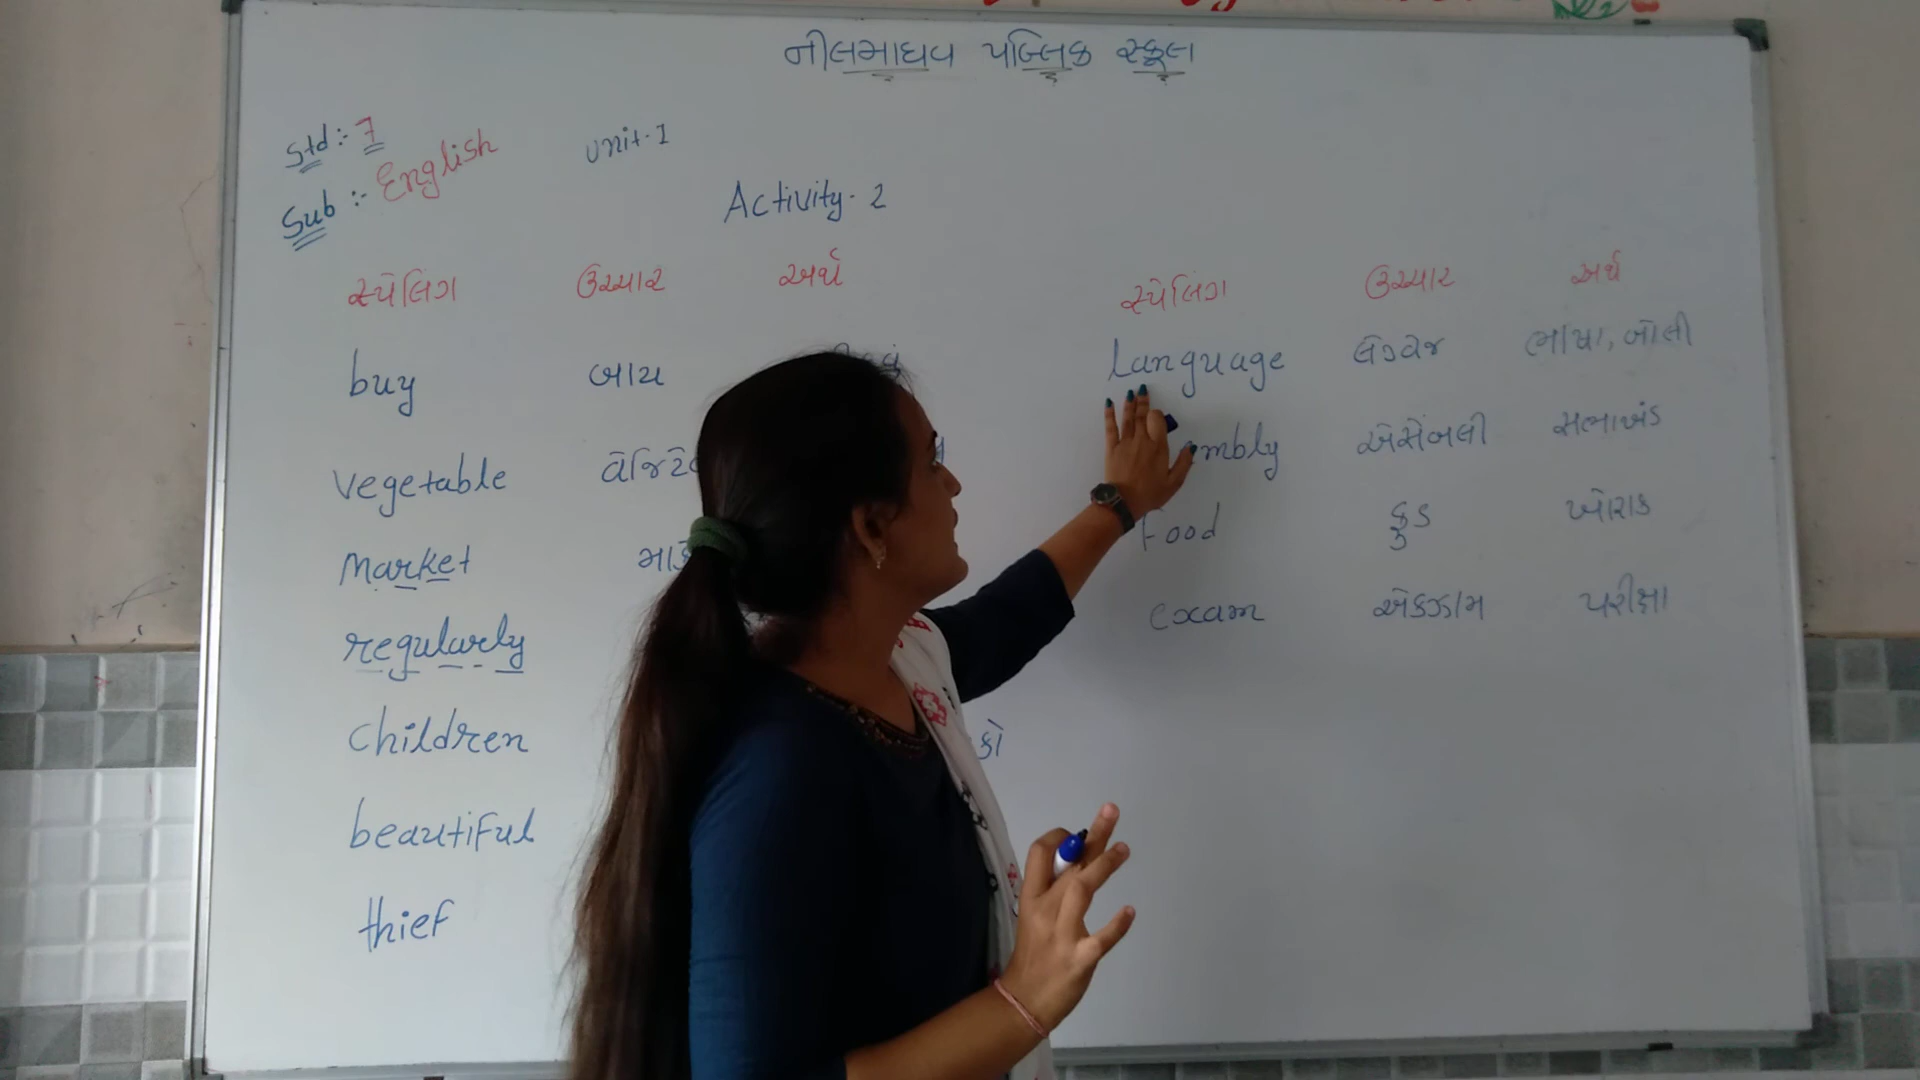 નીલમાધવ પબ્લિક સ્કૂલ
Std :- 7
Sub :- English
Unit-1
Activity-2
સ્પેલિંગ ઉચ્ચાર અર્થ
buy બાય
vegetable
market
regularly
children
beautiful
thief
સ્પેલિંગ ઉચ્ચાર અર્થ
Language લેંગ્વેજ ભાષા, બોલી
mbly એસેંબલી સભાખંડ
Food ફુડ ખોરાક
exam એકઝામ પરીક્ષા